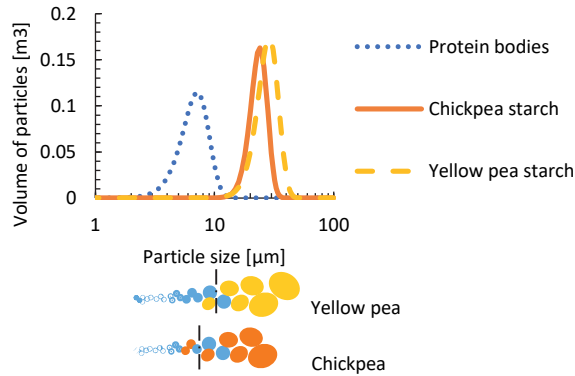 Volume of particles [m3]
0.2
0.15
0.1
0.05
0
1
10
100
Particle size [µm]
Protein bodies
Chickpea starch
Yellow pea starch
Yellow pea
Chickpea